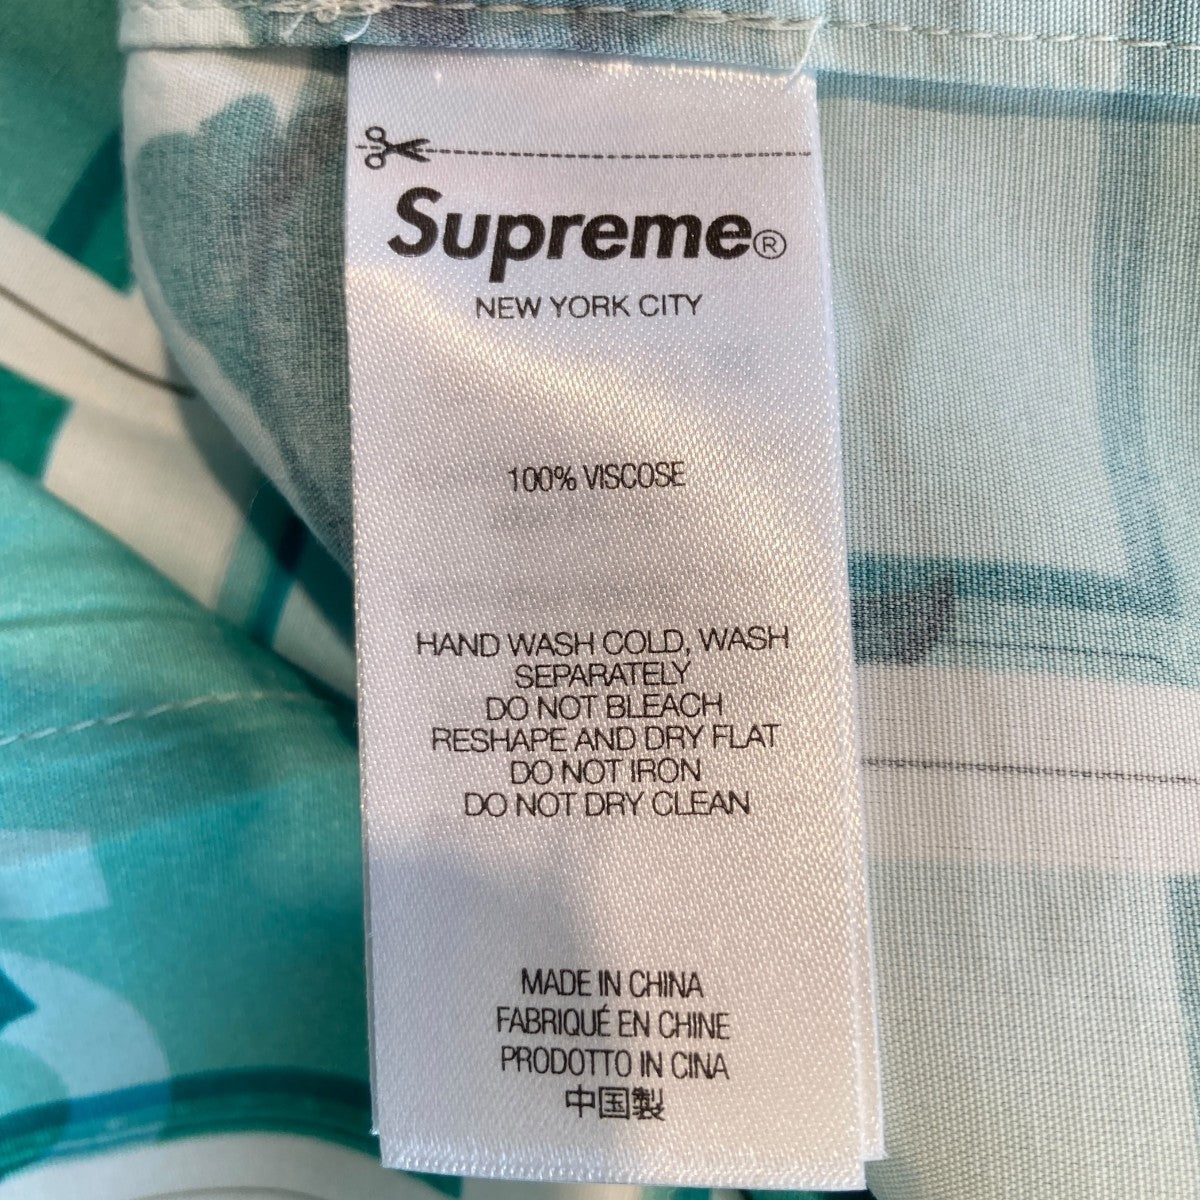 Supreme®
NEW YORK CITY
100% VISCOSE
HAND WASH COLD, WASH
SEPARATELY
DO NOT BLEACH
RESHAPE AND DRY FLAT
DO NOT IRON
DO NOT DRY CLEAN
MADE IN CHINA
FABRIQUÉ EN CHINE
PRODOTTO IN CINA
中国製